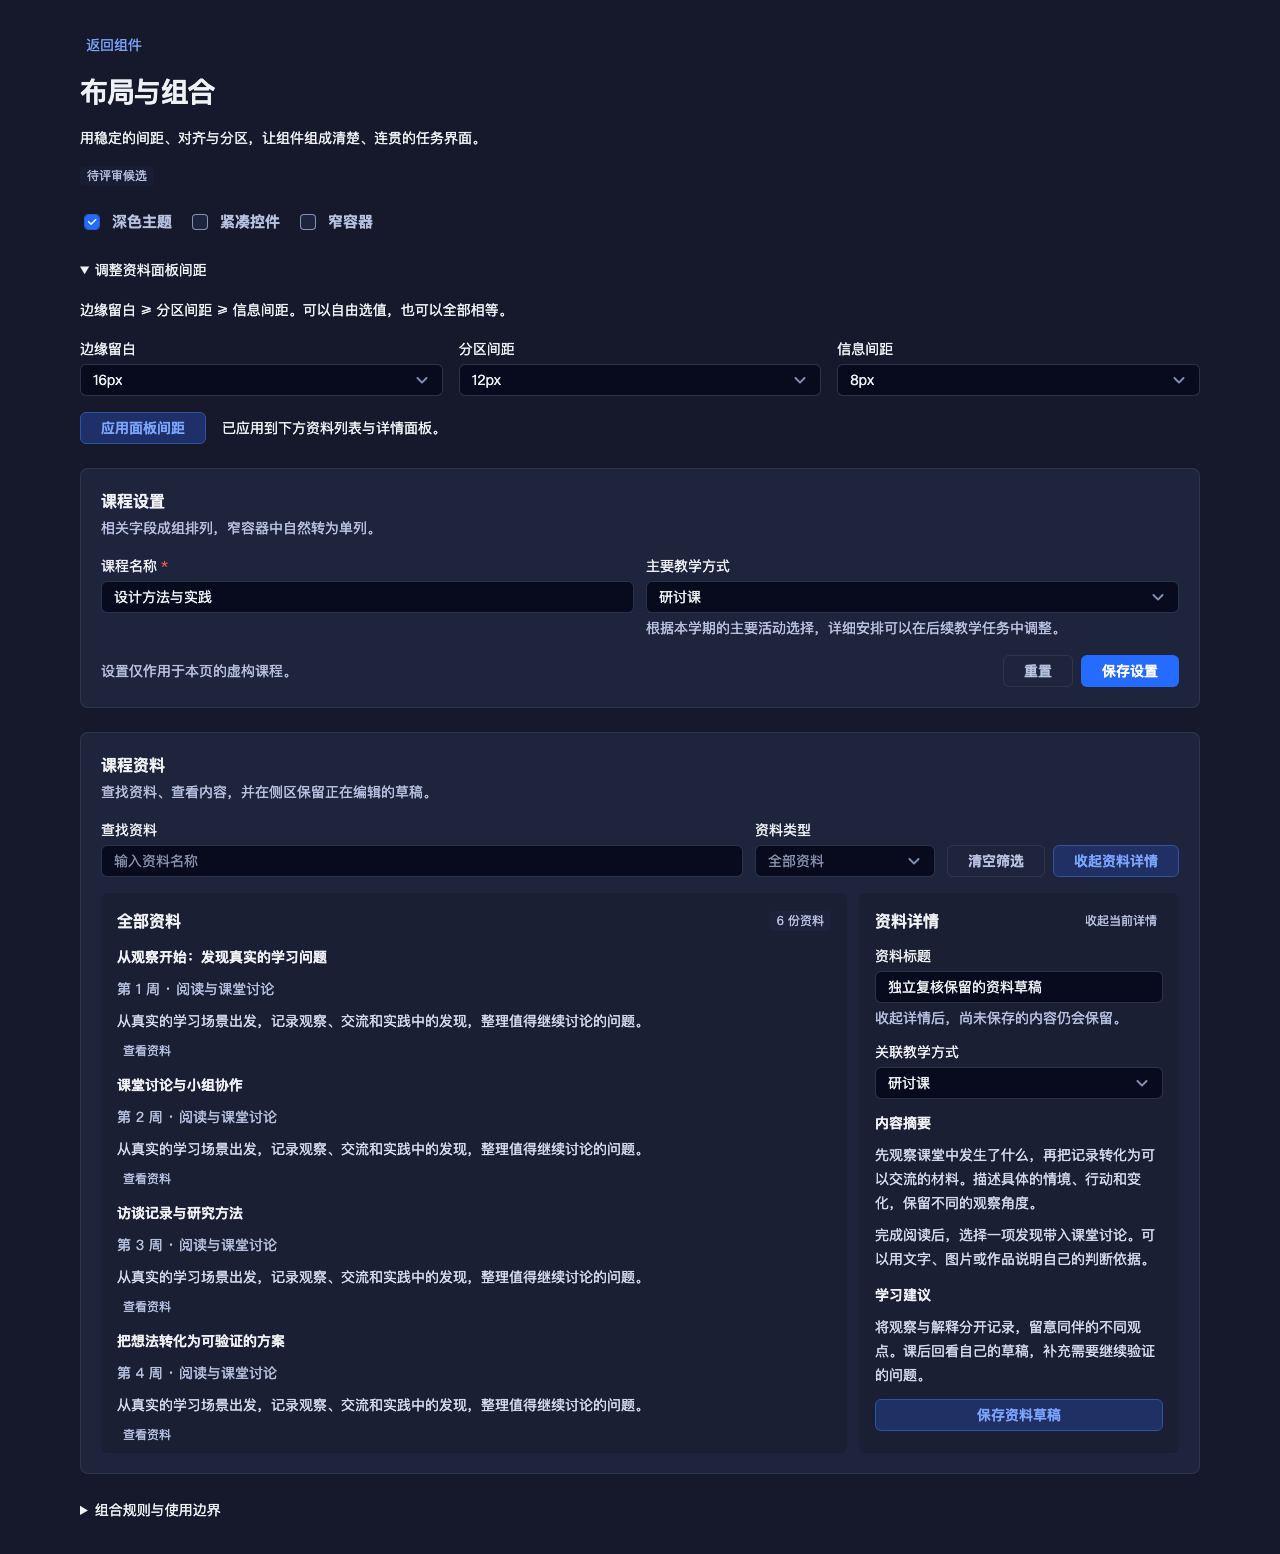 返回组件
布局与组合
用稳定的间距、对齐与分区，让组件组成清楚、连贯的任务界面。
待评审候选
深色主题 紧凑控件 窄容器
▼ 调整资料面板间距
边缘留白 ⩾ 分区间距 ⩾ 信息间距。可以自由选值，也可以全部相等。
边缘留白 分区间距 信息间距
16px 12px 8px
应用面板间距 已应用到下方资料列表与详情面板。
课程设置
相关字段成组排列，窄容器中自然转为单列。
课程名称 * 主要教学方式
设计方法与实践 研讨课
根据本学期的主要活动选择，详细安排可以在后续教学任务中调整。
设置仅作用于本页的虚构课程。 重置 保存设置
课程资料
查找资料、查看内容，并在侧区保留正在编辑的草稿。
查找资料 资料类型
输入资料名称 全部资料 清空筛选 收起资料详情
全部资料 6 份资料
从观察开始：发现真实的学习问题
第 1 周 · 阅读与课堂讨论
从真实的学习场景出发，记录观察、交流和实践中的发现，整理值得继续讨论的问题。
查看资料
课堂讨论与小组协作
第 2 周 · 阅读与课堂讨论
从真实的学习场景出发，记录观察、交流和实践中的发现，整理值得继续讨论的问题。
查看资料
访谈记录与研究方法
第 3 周 · 阅读与课堂讨论
从真实的学习场景出发，记录观察、交流和实践中的发现，整理值得继续讨论的问题。
查看资料
把想法转化为可验证的方案
第 4 周 · 阅读与课堂讨论
从真实的学习场景出发，记录观察、交流和实践中的发现，整理值得继续讨论的问题。
查看资料
资料详情 收起当前详情
资料标题
独立复核保留的资料草稿
收起详情后，尚未保存的内容仍会保留。
关联教学方式
研讨课
内容摘要
先观察课堂中发生了什么，再把记录转化为可
以交流的材料。描述具体的情境、行动和变
化，保留不同的观察角度。
完成阅读后，选择一项发现带入课堂讨论。可
以用文字、图片或作品说明自己的判断依据。
学习建议
将观察与解释分开记录，留意同伴的不同观
点。课后回看自己的草稿，补充需要继续验证
的问题。
保存资料草稿
▶ 组合规则与使用边界